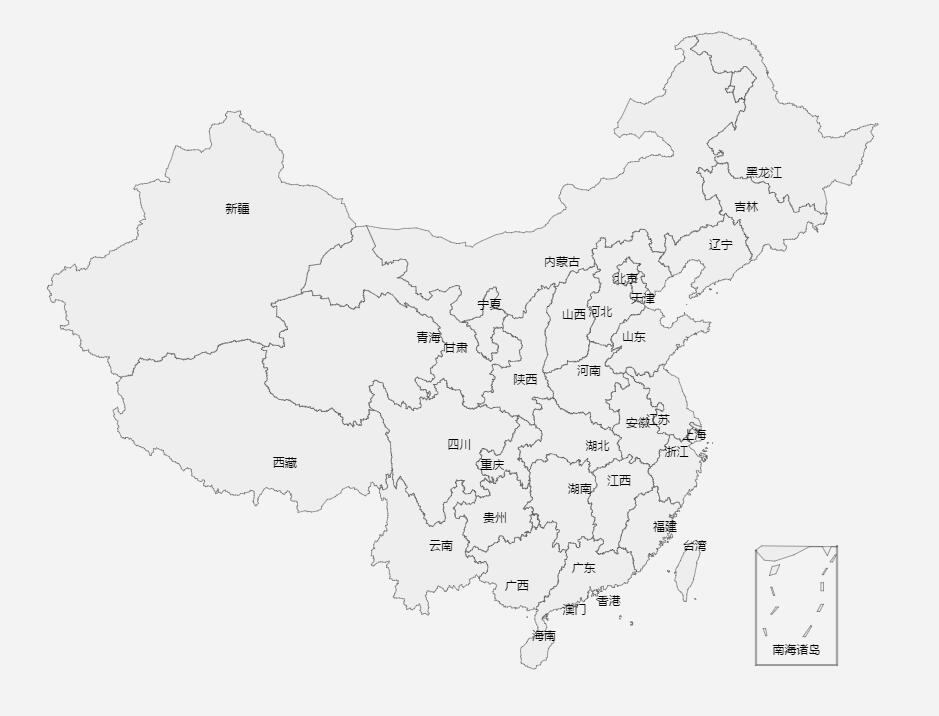 黑龙江
吉林
新疆
辽宁
内蒙古
北京
天津
宁夏
山西
河北
青海
山东
甘肃
河南
陕西
安徽
江苏
上海
四川
湖北
浙江
西藏
重庆
江西
湖南
贵州
福建
云南
台湾
广东
广西
香港
澳门
海南
南海诸岛